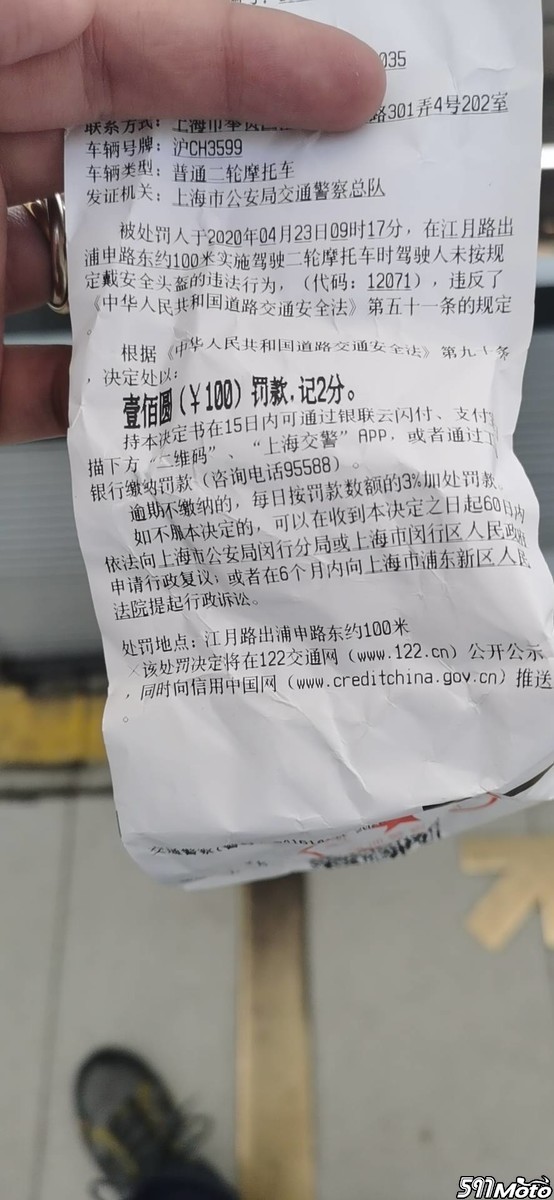 035
路301弄4号202室
联系方式: 上海市奉贤区
车辆号牌: 沪CH3599
车辆类型: 普通二轮摩托车
发证机关: 上海市公安局交通警察总队
被处罚人于2020年04月23日09时17分, 在江月路出
浦申路东约100米实施驾驶二轮摩托车时驾驶人未按规
定戴安全头盔的违法行为, (代码: 12071), 违反了
《中华人民共和国道路交通安全法》第五十一条的规定
。
根据《中华人民共和国道路交通安全法》第九十条
, 决定处以:
壹佰圆(¥100)罚款,记2分。
持本决定书在15日内可通过银联云闪付、支付
描下方“二维码”、“上海交警”APP, 或者通过工
银行缴纳罚款(咨询电话95588)。
逾期不缴纳的, 每日按罚款数额的3%加处罚款。
如不服本决定的, 可以在收到本决定之日起60日内
依法向上海市公安局闵行分局或上海市闵行区人民政府
申请行政复议; 或者在6个月内向上海市浦东新区人民
法院提起行政诉讼。
处罚地点: 江月路出浦申路东约100米
※该处罚决定将在122交通网(www.122.cn)公开公示
, 同时向信用中国网(www.creditchina.gov.cn)推送
。
交通警察(
591Moto